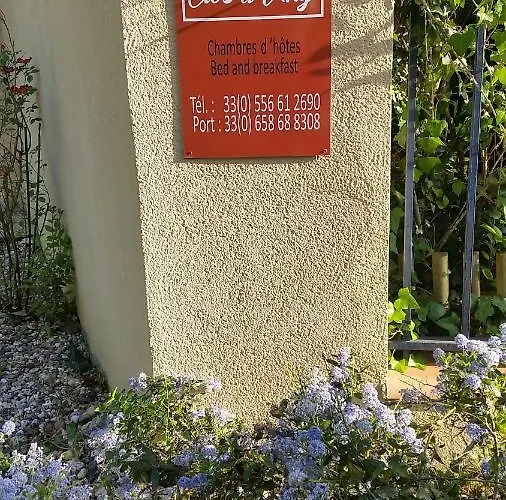 Chambres d'hôtes
Bed and breakfast
Tél. : 33(0) 556 61 2690
Port : 33(0) 658 68 8308